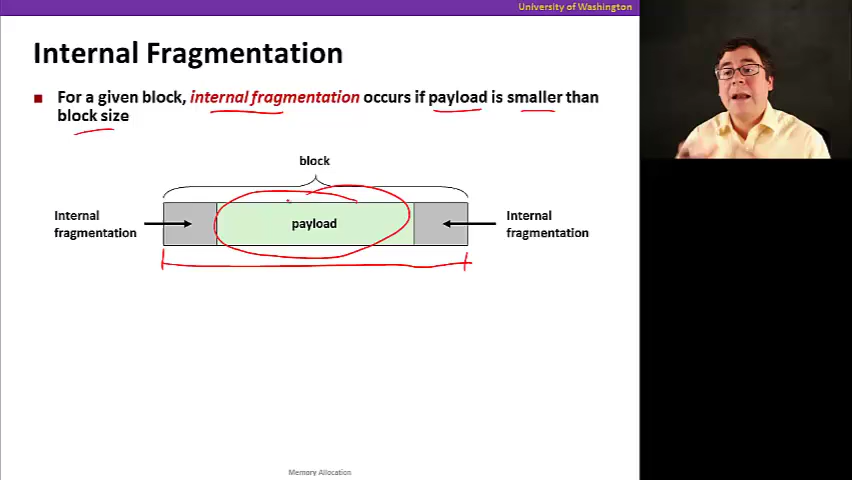 University of Washington
Internal Fragmentation
For a given block, internal fragmentation occurs if payload is smaller than
block size
block
Internal
fragmentation
payload
Internal
fragmentation
Memory Allocation